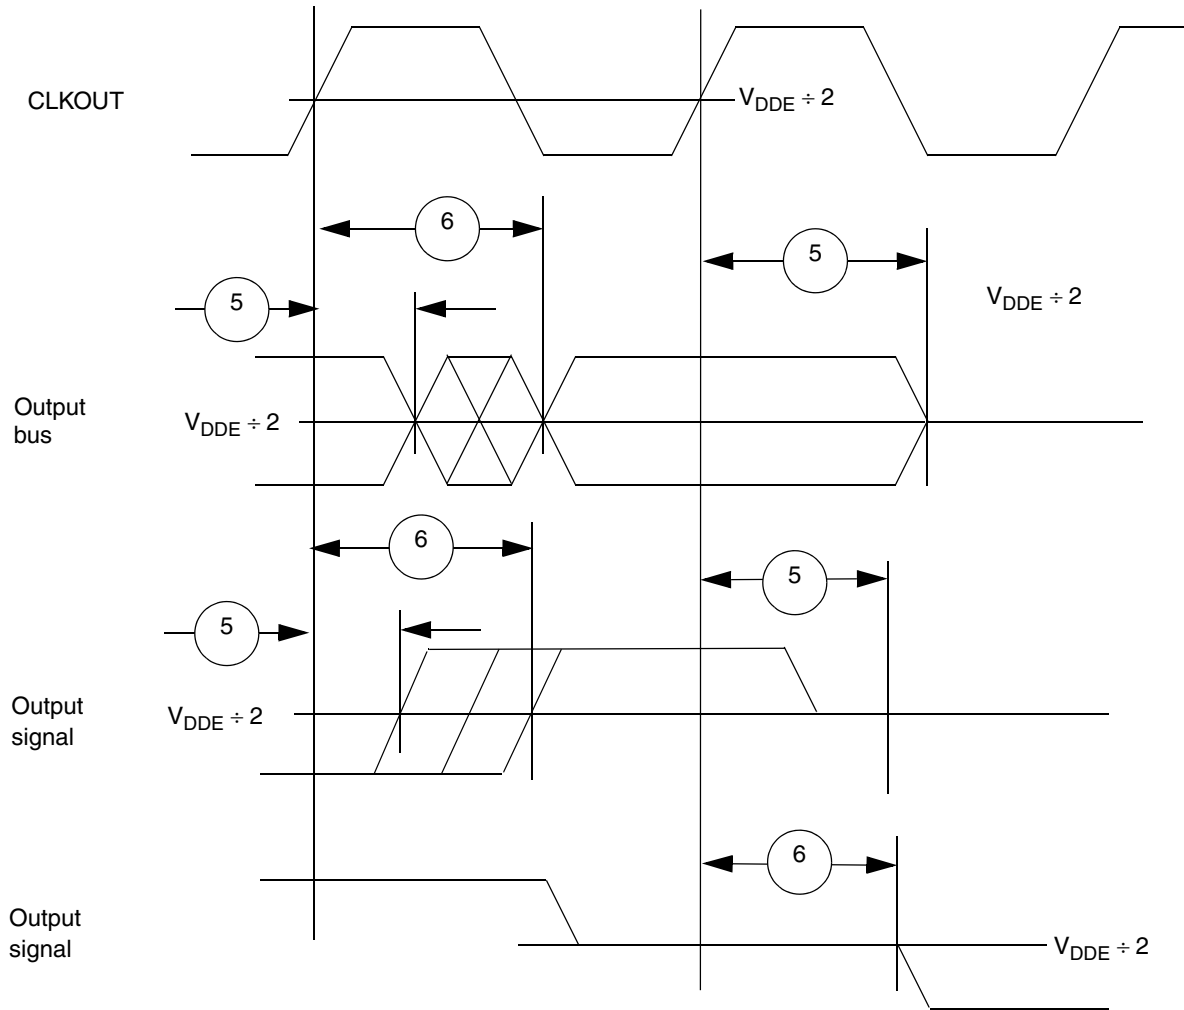 CLKOUT
V_DDE ÷ 2
6
5
5
V_DDE ÷ 2
Output
bus
V_DDE ÷ 2
6
5
5
Output
signal
V_DDE ÷ 2
6
Output
signal
V_DDE ÷ 2